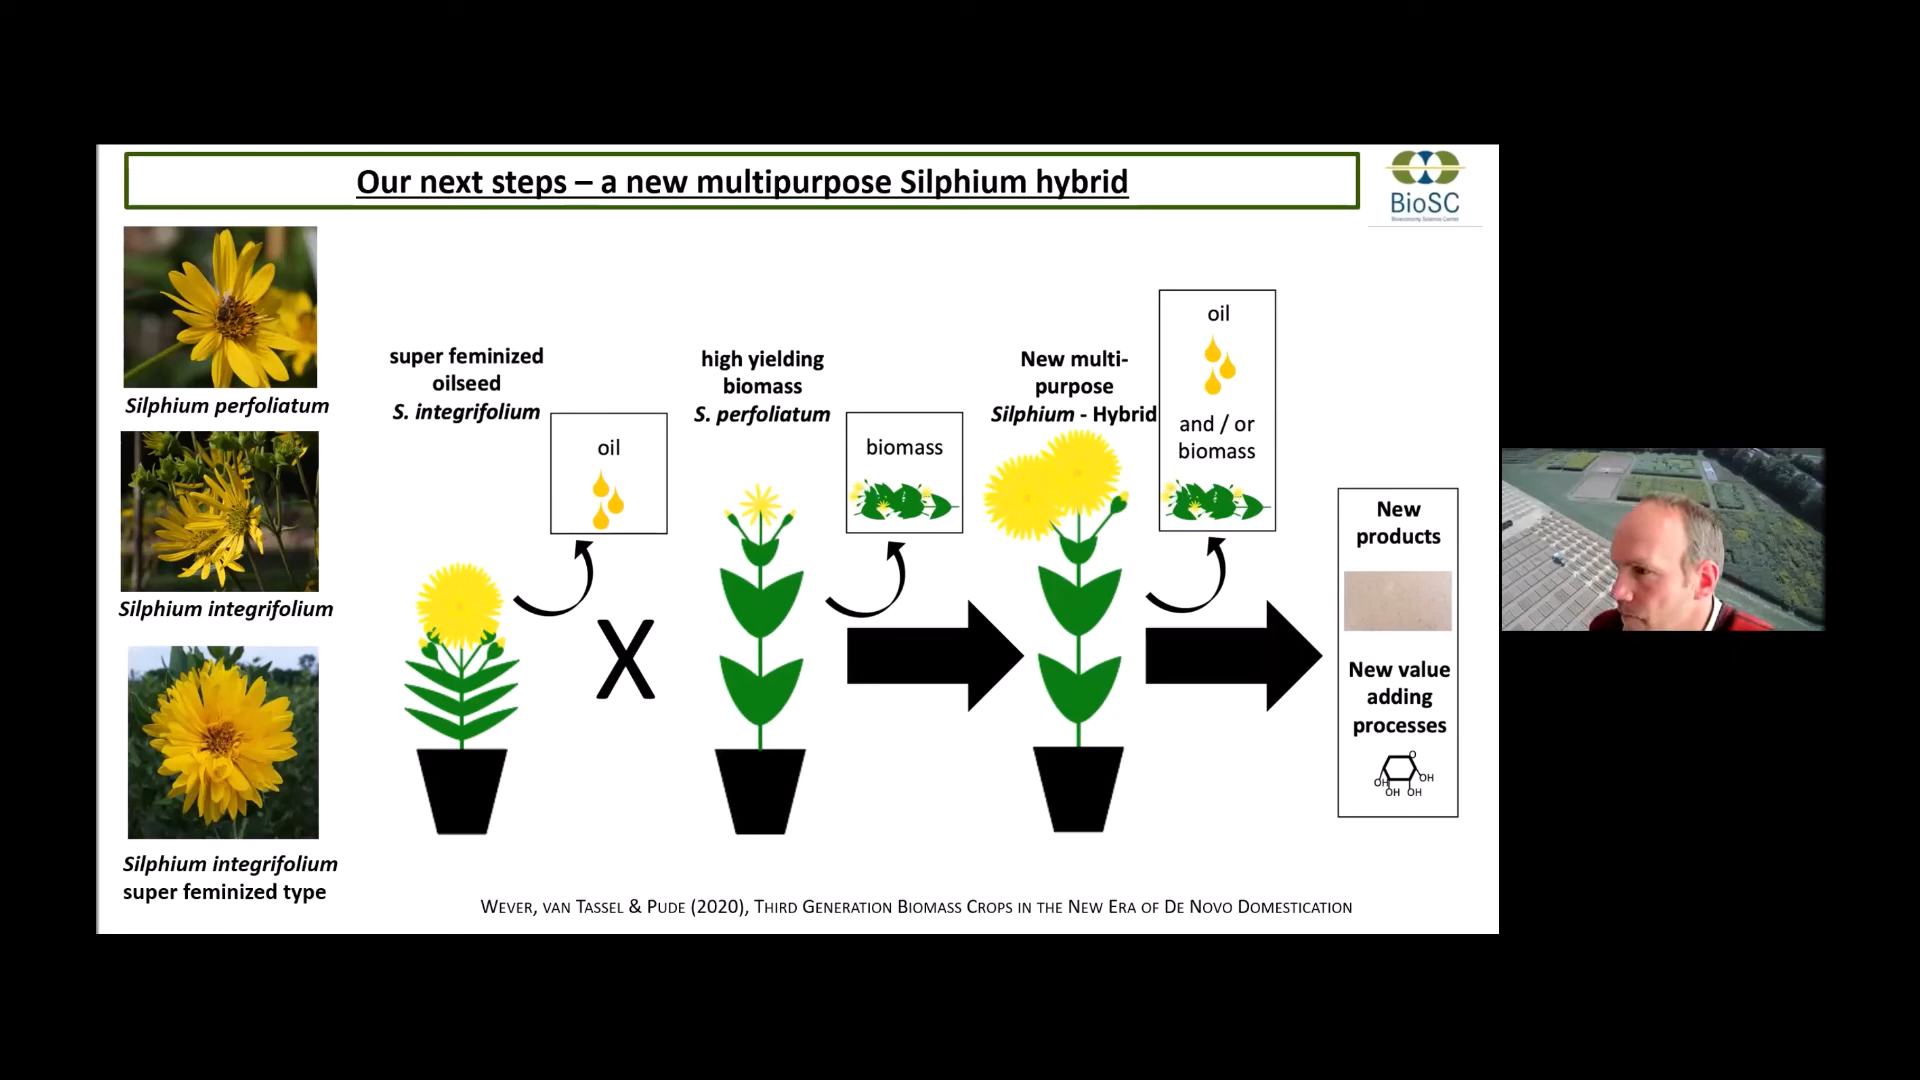 Our next steps – a new multipurpose Silphium hybrid
BioSC
Bioeconomy Science Center
Silphium perfoliatum
Silphium integrifolium
Silphium integrifolium
super feminized type
super feminized
oilseed
S. integrifolium
oil
X
high yielding
biomass
S. perfoliatum
biomass
New multi-
purpose
Silphium - Hybrid
oil
and / or
biomass
New
products
New value
adding
processes
O
OH
OH
OH OH
Wever, van Tassel & Pude (2020), Third Generation Biomass Crops in the New Era of De Novo Domestication